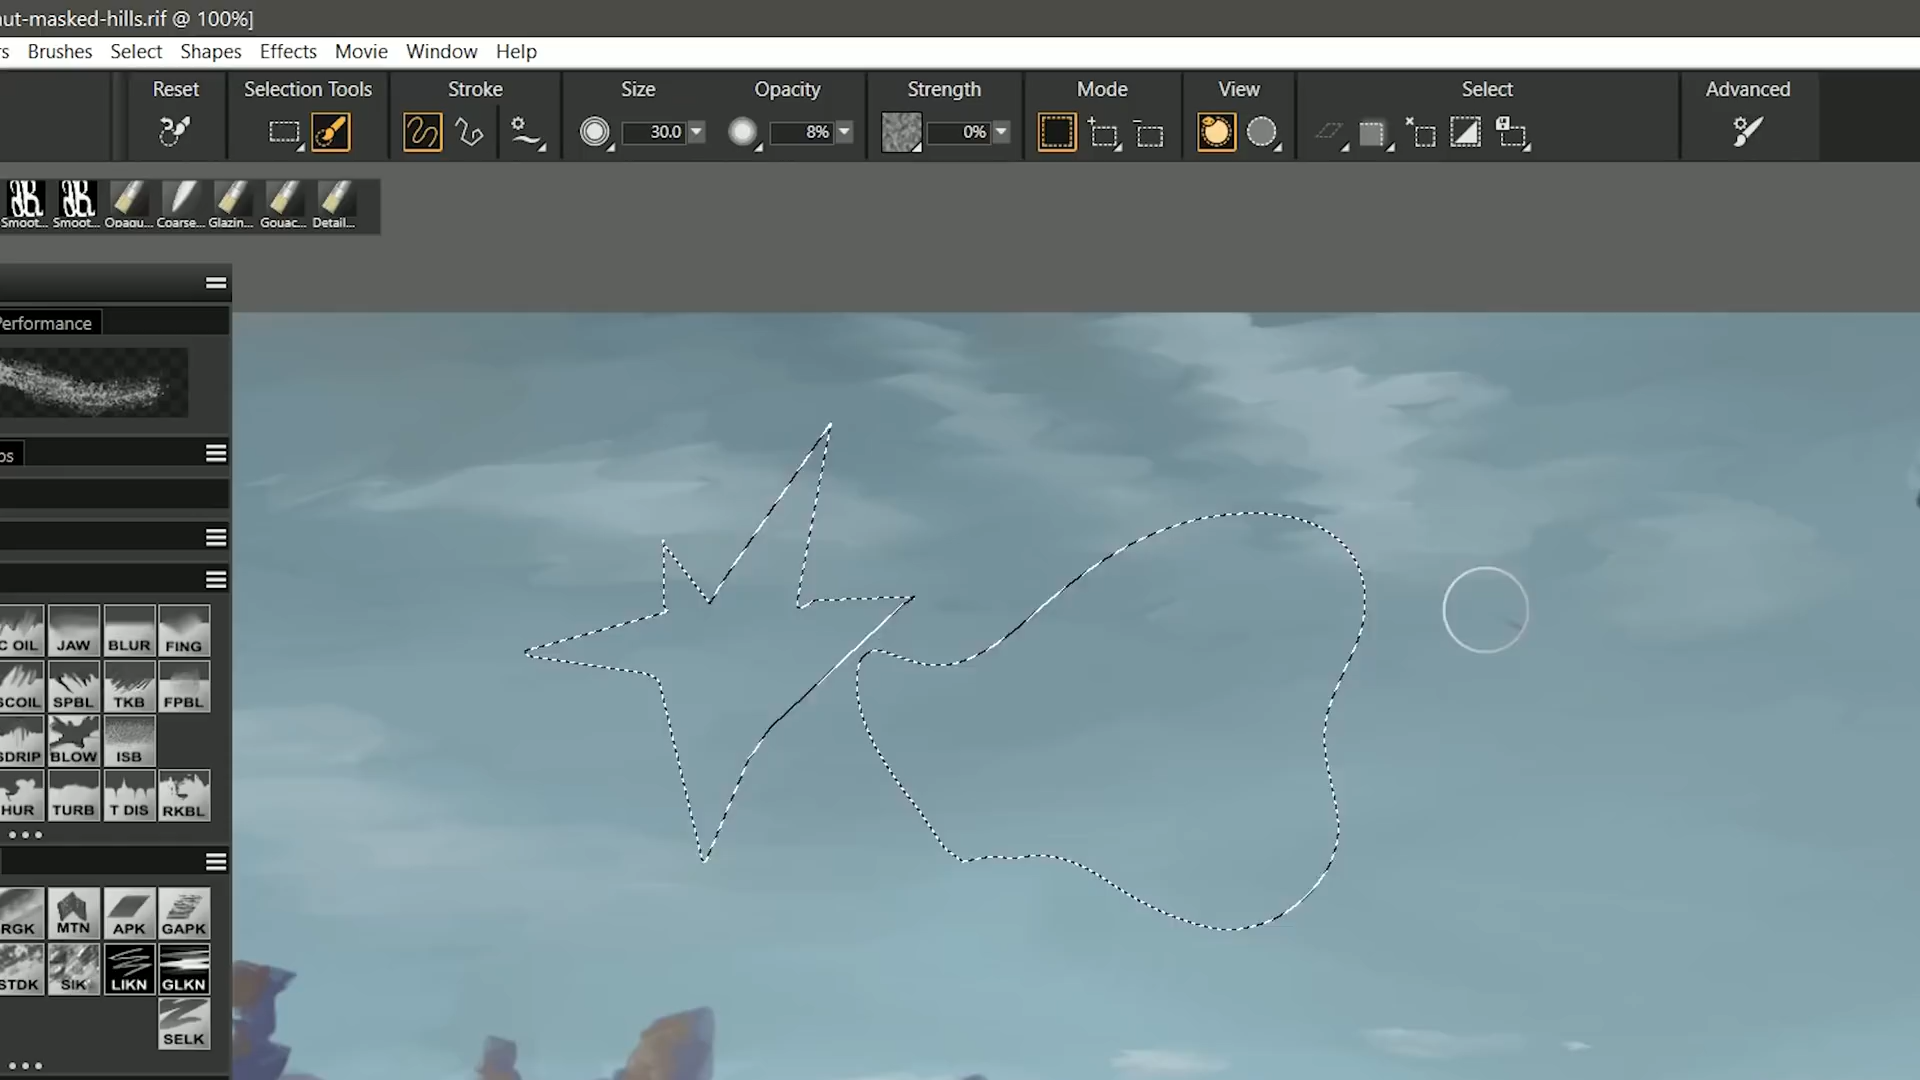 ut-masked-hills.rif @ 100%]
s Brushes Select Shapes Effects Movie Window Help
Reset Selection Tools Stroke Size Opacity Strength Mode View Select Advanced
30.0 8% 0%
Smoot... Smoot... Opaqu... Coarse... Glazin... Gouac... Detail...
Performance
os
C OIL JAW BLUR FING
SCOIL SPBL TKB FPBL
SDRIP BLOW ISB
HUR TURB T DIS RKBL
RGK MTN APK GAPK
STDK SIK LIKN GLKN
SELK